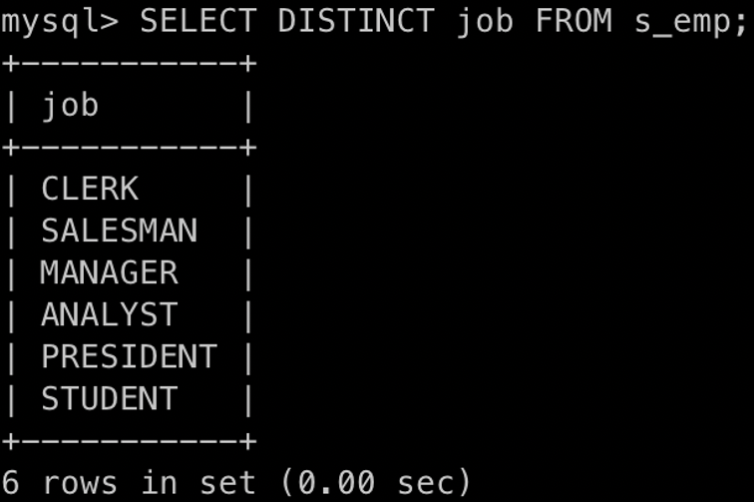 mysql> SELECT DISTINCT job FROM s_emp;
+-----------+
| job       |
+-----------+
| CLERK     |
| SALESMAN  |
| MANAGER   |
| ANALYST   |
| PRESIDENT |
| STUDENT   |
+-----------+
6 rows in set (0.00 sec)